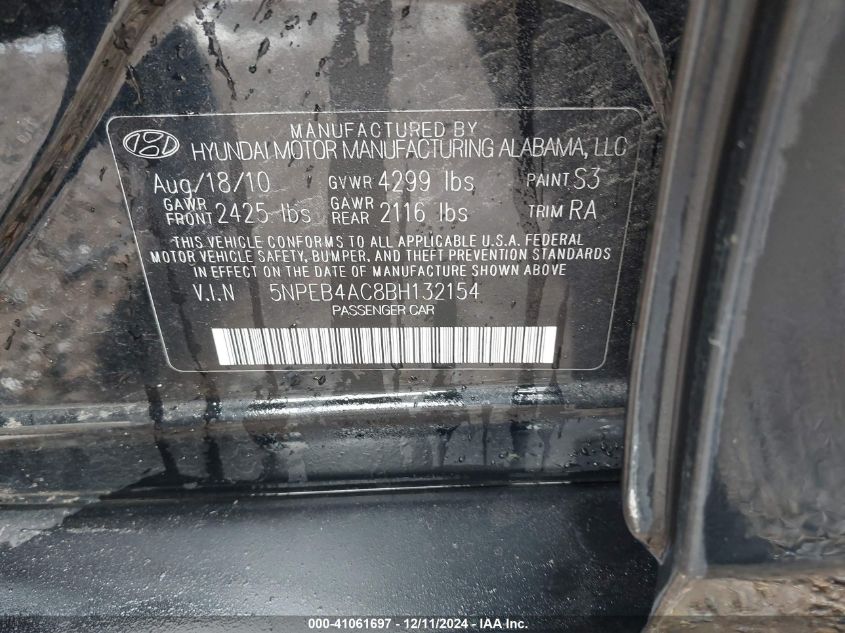 MANUFACTURED BY
HYUNDAI MOTOR MANUFACTURING ALABAMA, LLC
Aug/18/10 GVWR 4299 lbs PAINT S3
GAWR FRONT 2425 lbs GAWR REAR 2116 lbs TRIM RA
THIS VEHICLE CONFORMS TO ALL APPLICABLE U.S.A. FEDERAL
MOTOR VEHICLE SAFETY, BUMPER, AND THEFT PREVENTION STANDARDS
IN EFFECT ON THE DATE OF MANUFACTURE SHOWN ABOVE
V.I.N 5NPEB4AC8BH132154
PASSENGER CAR
000-41061697 - 12/11/2024 - IAA Inc.